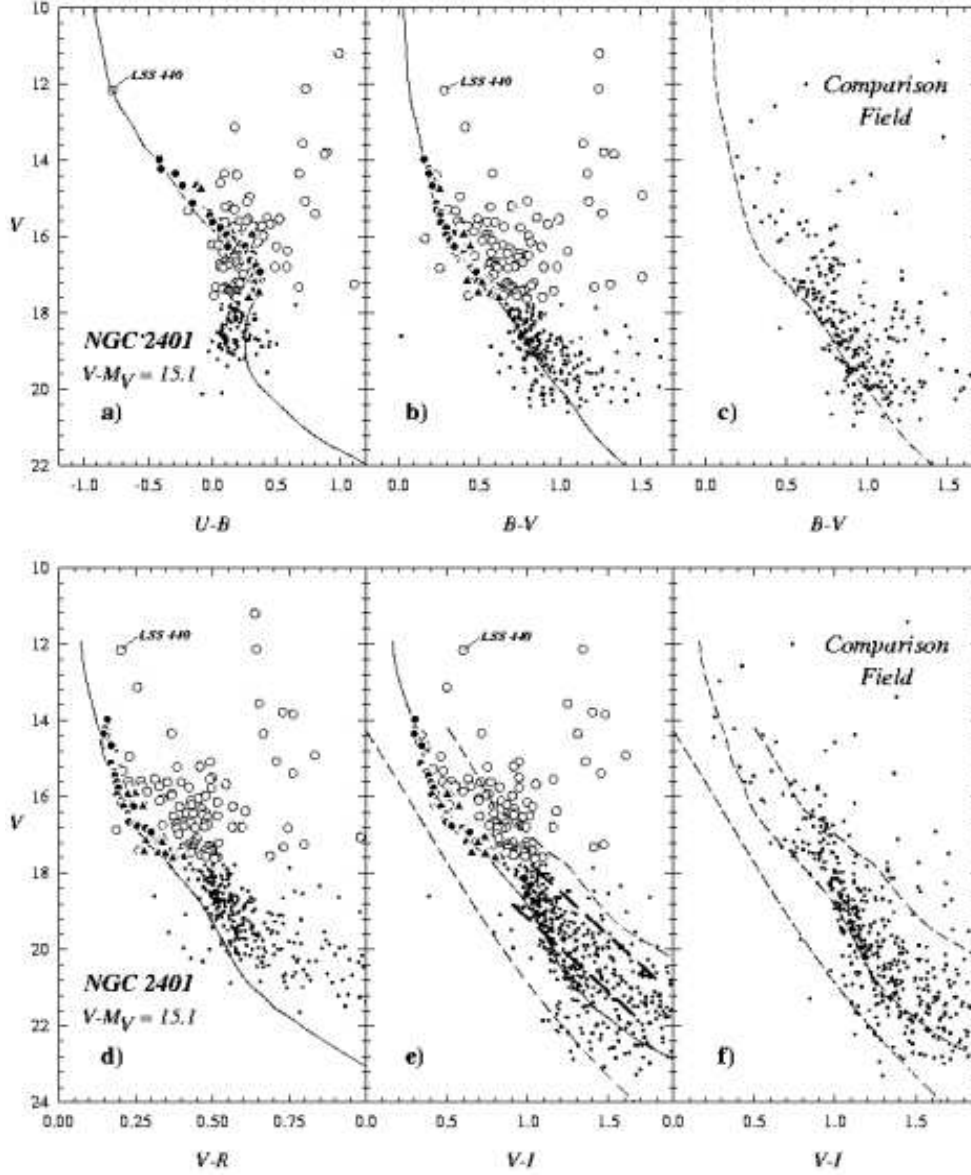 10
12
14
16
18
20
22
V
LSS 440
NGC 2401
V-M_V = 15.1
a)
-1.0 -0.5 0.0 0.5 1.0
U-B
LSS 440
b)
0.0 0.5 1.0 1.5
B-V
Comparison
Field
c)
0.0 0.5 1.0 1.5
B-V
10
12
14
16
18
20
22
24
V
LSS 440
NGC 2401
V-M_V = 15.1
d)
0.00 0.25 0.50 0.75
V-R
LSS 440
e)
0.0 0.5 1.0 1.5
V-I
Comparison
Field
f)
0.0 0.5 1.0 1.5
V-I